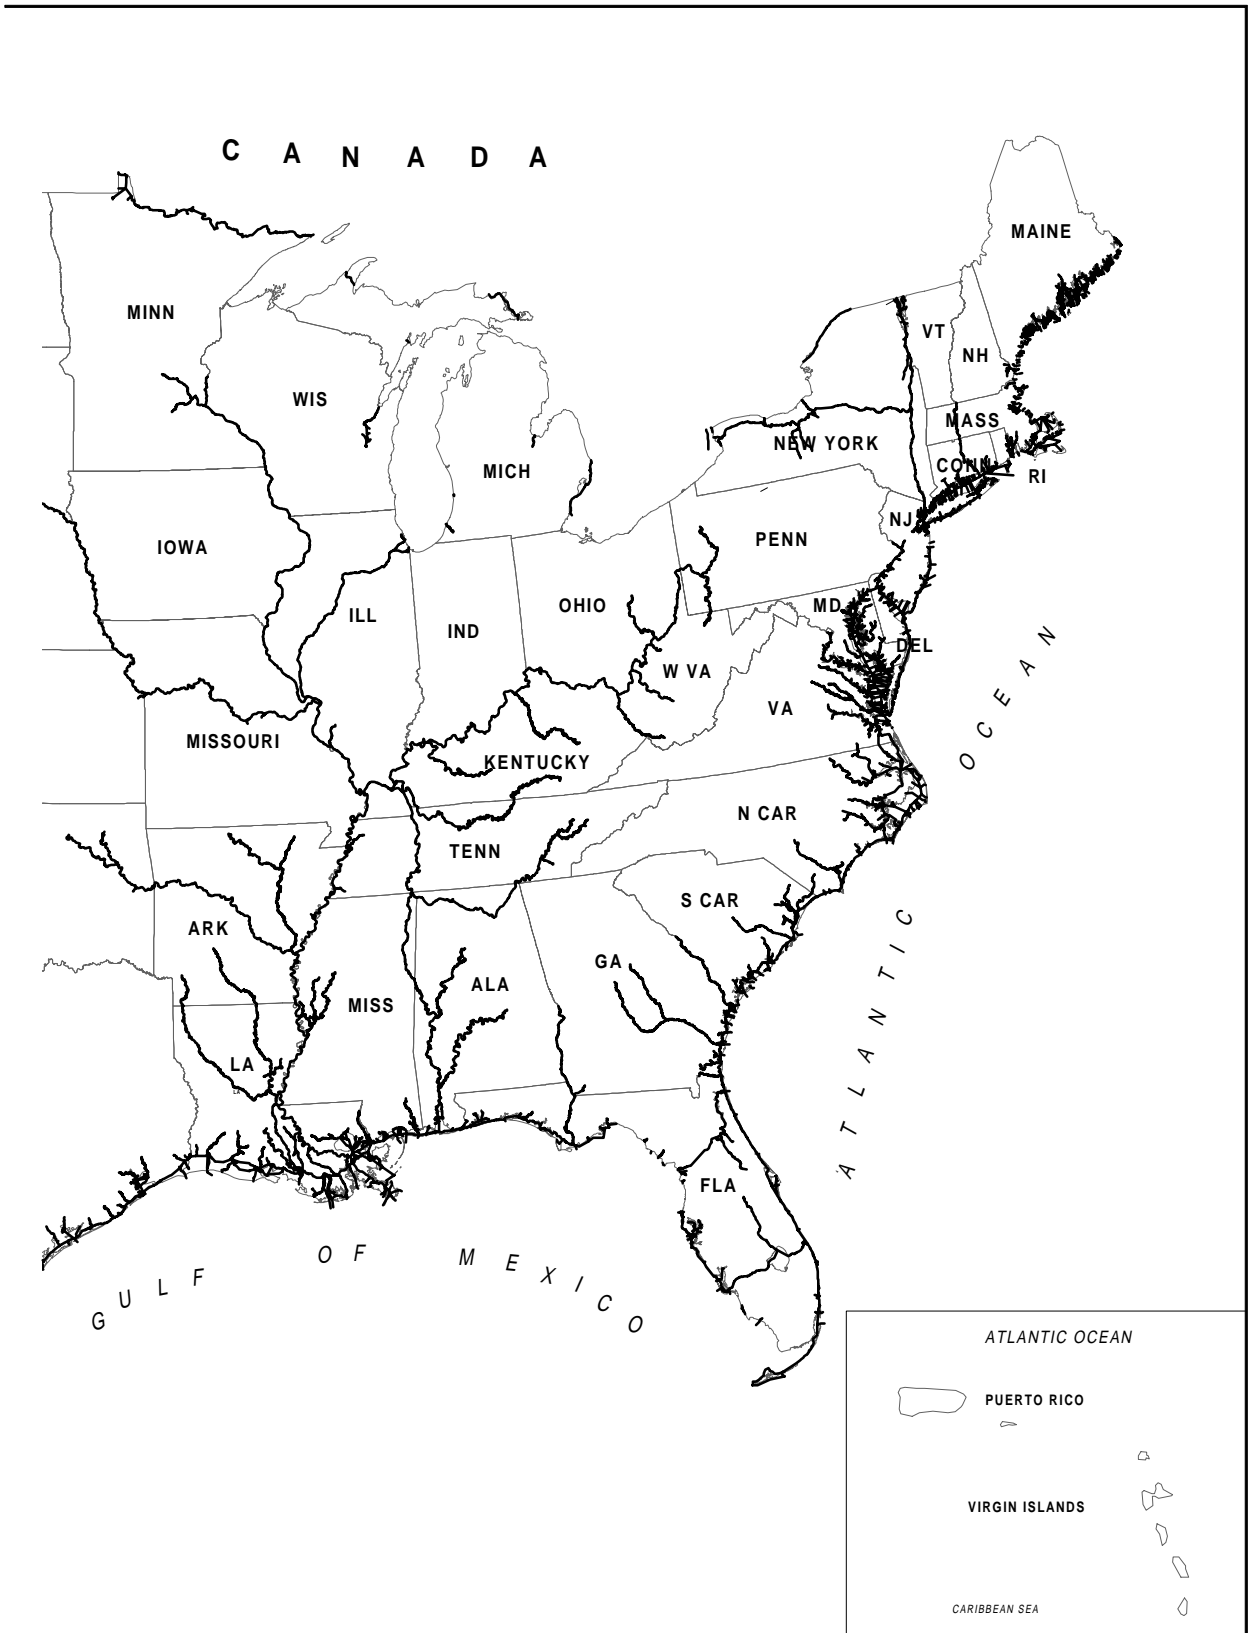 C A N A D A
MAINE
MINN
VT
NH
WIS
MASS
NEW YORK
MICH
CONN
RI
NJ
PENN
IOWA
OHIO
MD
ILL
IND
DEL
W VA
VA
MISSOURI
KENTUCKY
N CAR
TENN
S CAR
ARK
GA
ALA
MISS
LA
FLA
ATLANTIC OCEAN
GULF OF MEXICO
ATLANTIC OCEAN
PUERTO RICO
VIRGIN ISLANDS
CARIBBEAN SEA